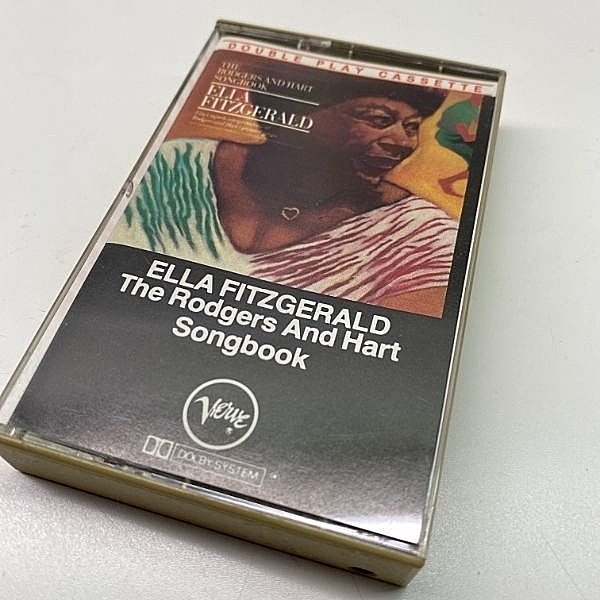 DOUBLE PLAY CASSETTE
THE
RODGERS AND HART
SONGBOOK
ELLA
FITZGERALD
ELLA FITZGERALD
The Rodgers And Hart
Songbook
Verve
DOLBY SYSTEM